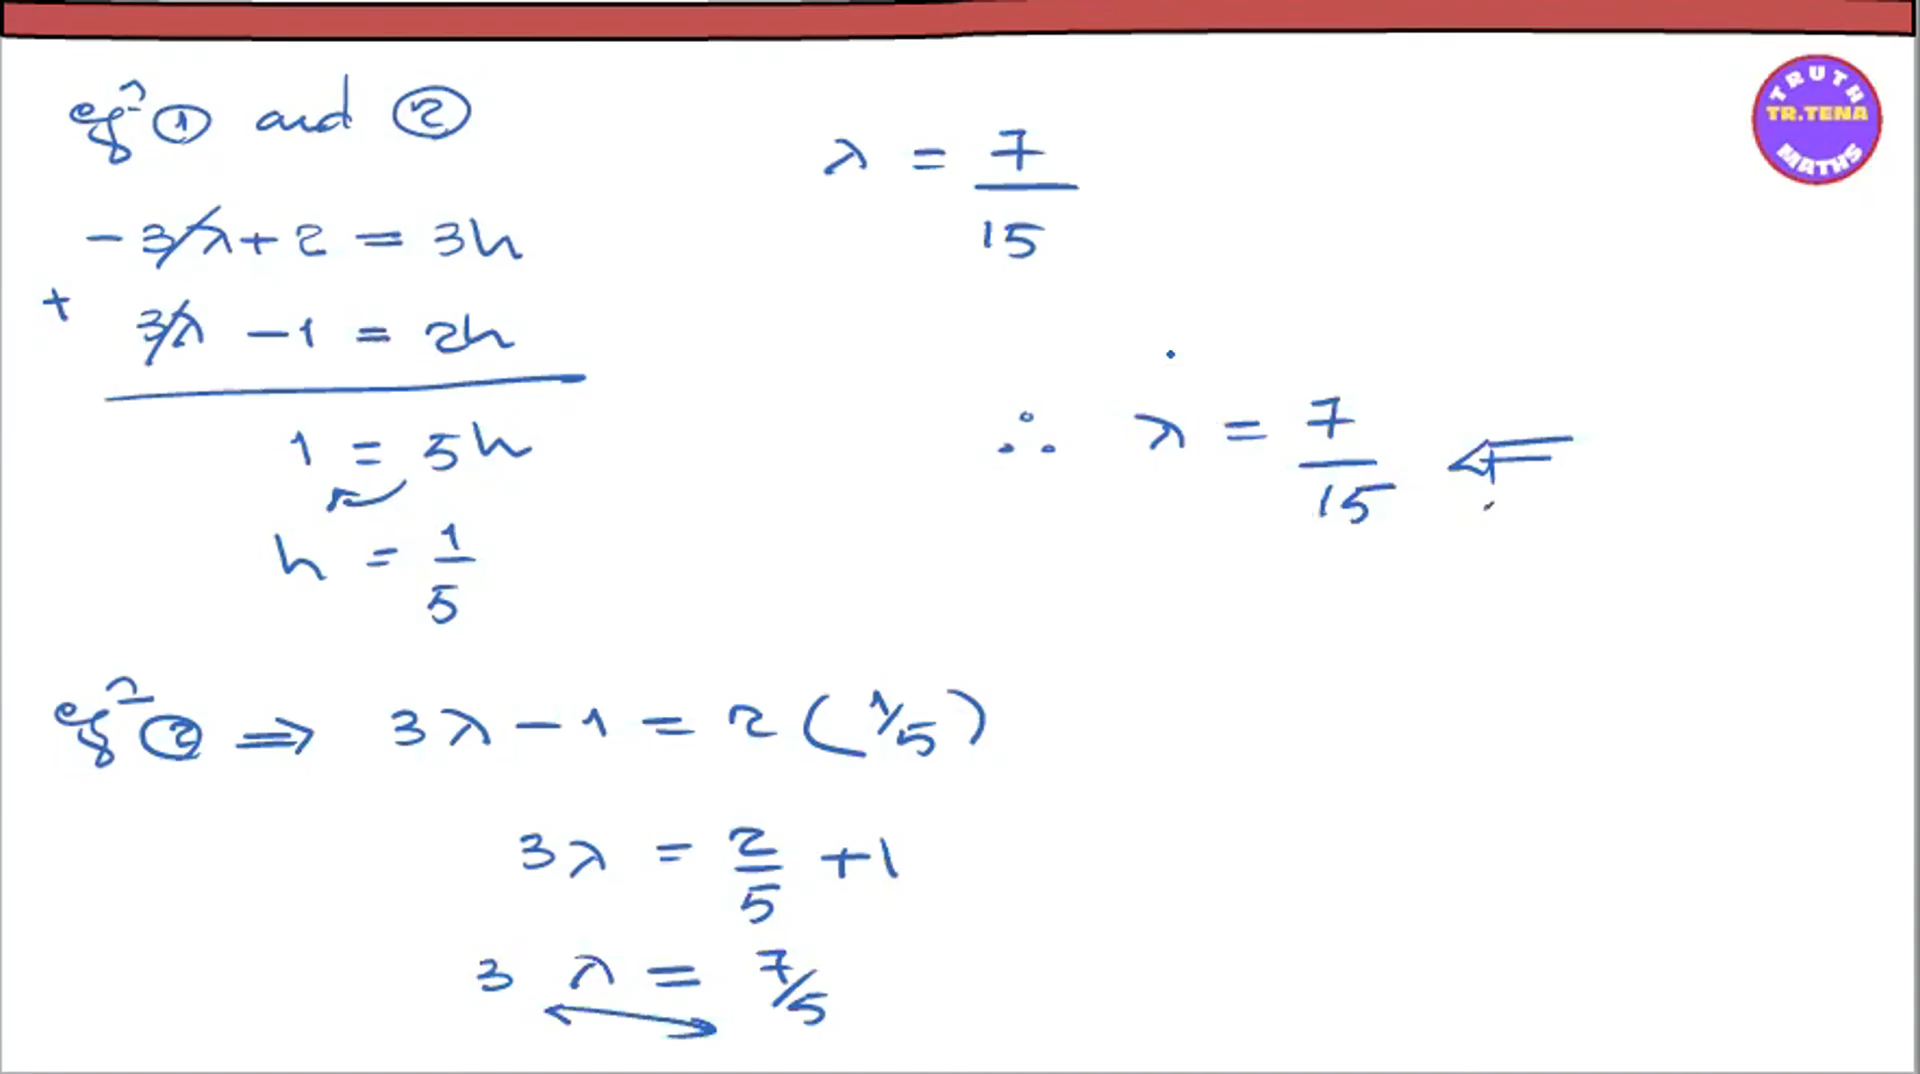 eqⁿ ① and ②
- 3λ + 2 = 3h
+ 3λ - 1 = 2h
1 = 5h
h = 1/5
eqⁿ ② ⇒ 3λ - 1 = 2 (1/5)
3λ = 2/5 + 1
3 λ = 7/5
λ = 7/15
∴ λ = 7/15
TRUTH
TR.TENA
MATHS